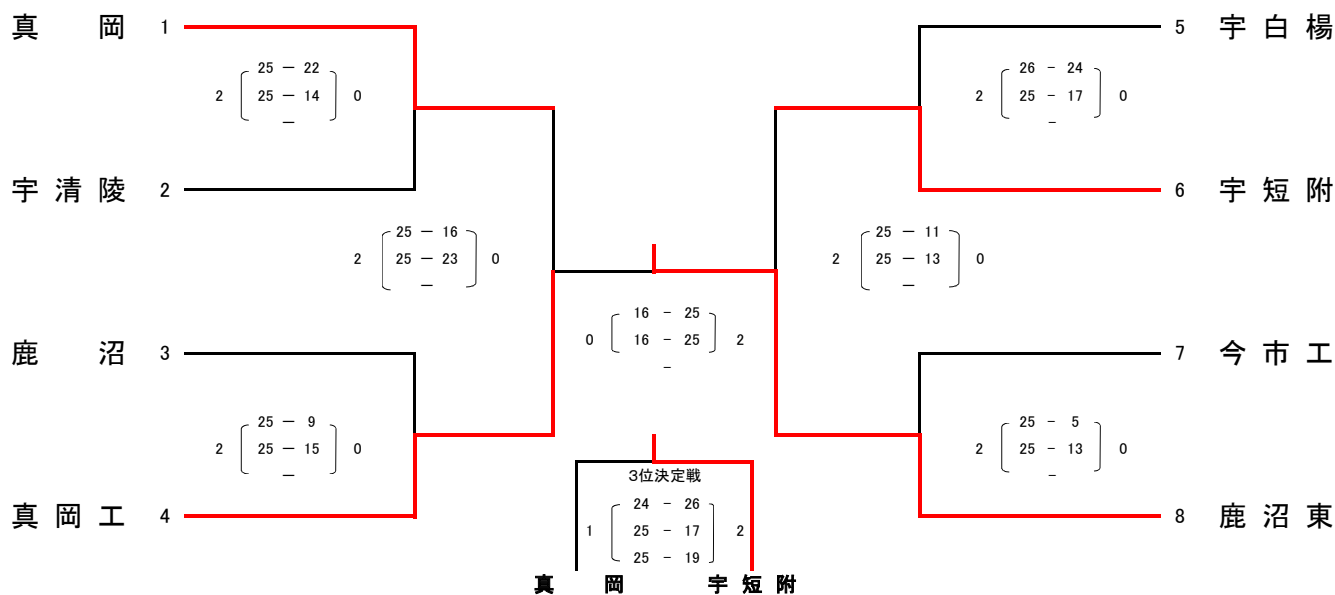 真岡 1
5 宇白楊
25 － 22
2 25 － 14 0
－
26 - 24
2 25 - 17 0
-
宇清陵 2
6 宇短附
25 － 16
2 25 － 23 0
－
25 － 11
2 25 － 13 0
－
16 - 25
0 16 - 25 2
-
鹿沼 3
7 今市工
25 － 9
2 25 － 15 0
－
25 - 5
2 25 - 13 0
-
3位決定戦
24 - 26
1 25 - 17 2
25 - 19
真岡工 4
8 鹿沼東
真岡 宇短附